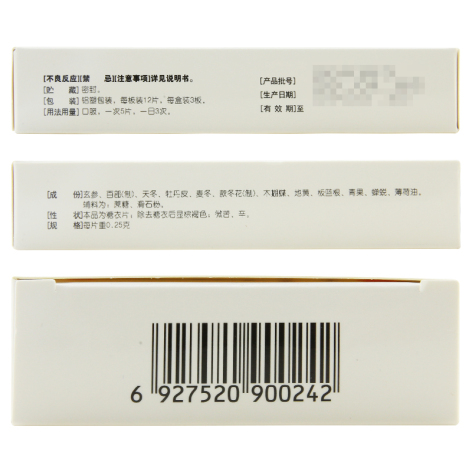 [不良反应][禁　忌][注意事项]详见说明书。
[贮　藏] 密封。
[包　装] 铝塑包装，每板装12片，每盒装3板。
[用法用量] 口服，一次5片，一日3次。
[产品批号]
[生产日期]
[有 效 期]至
[成　份]玄参、百部(制)、天冬、牡丹皮、麦冬、款冬花(制)、木蝴蝶、地黄、板蓝根、青果、蝉蜕、薄荷油。
辅料为：蔗糖、滑石粉。
[性　状]本品为糖衣片；除去糖衣后显棕褐色；微苦、辛。
[规　格]每片重0.25克
6 927520 900242